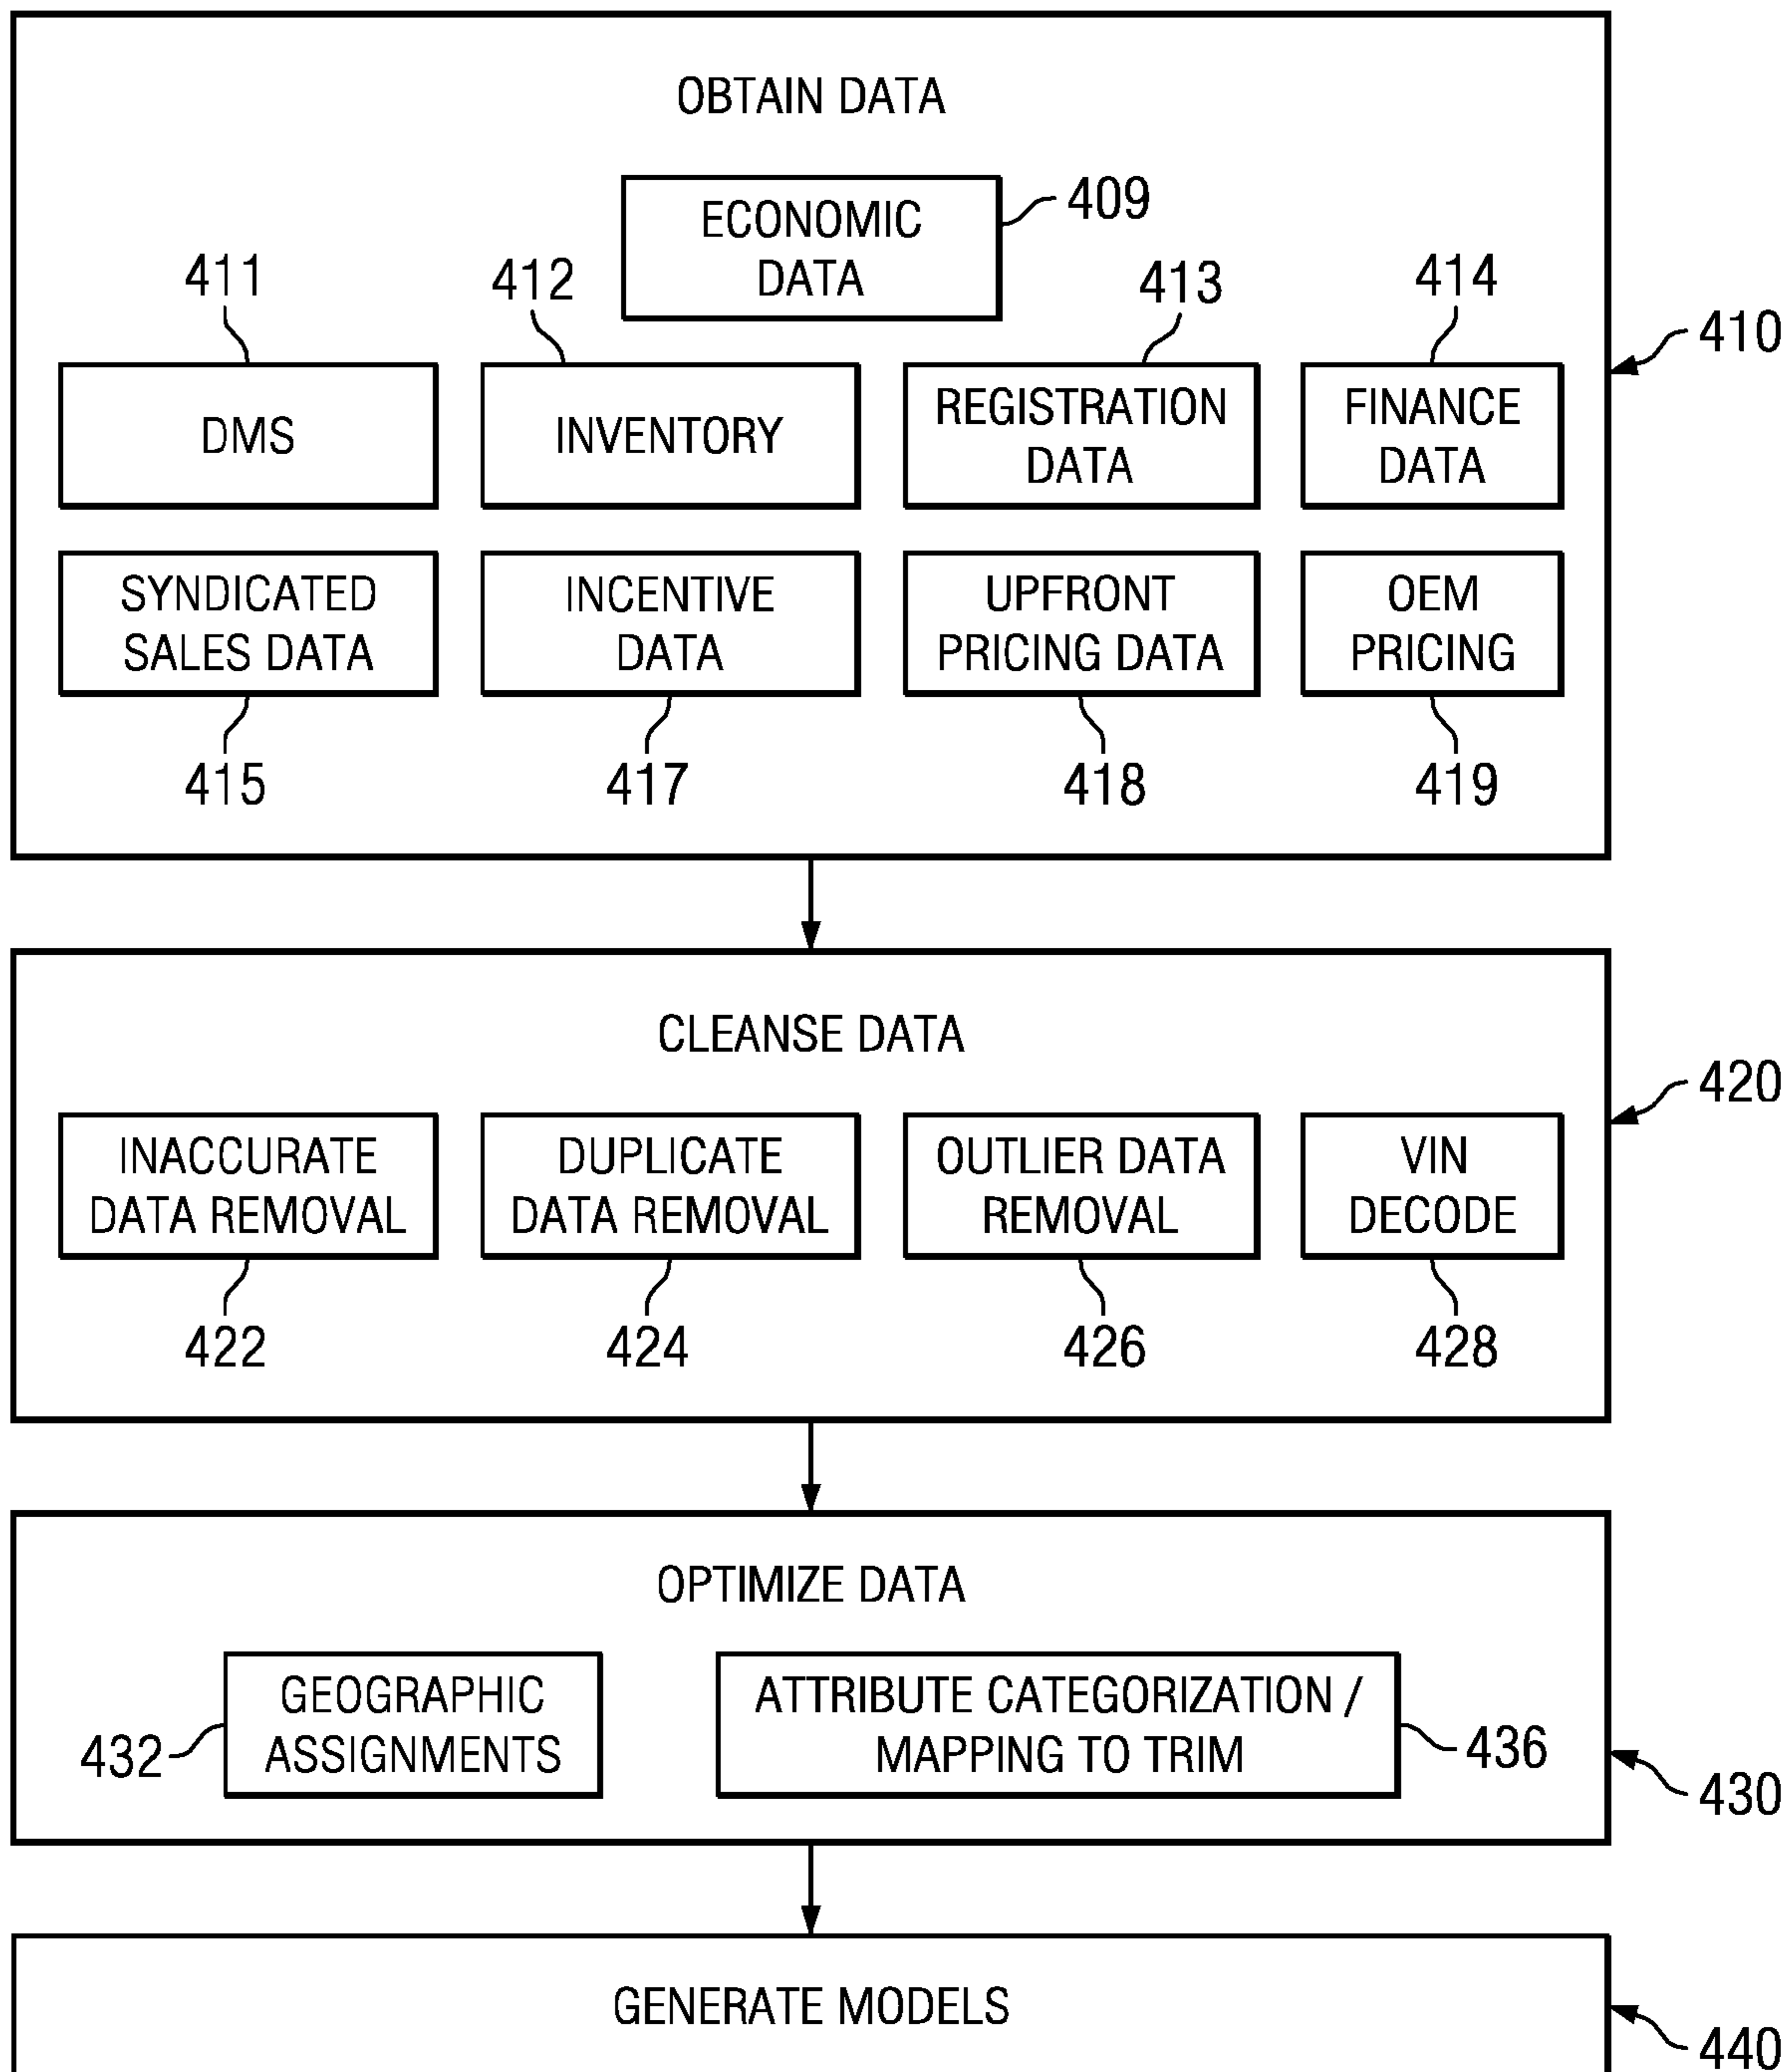 OBTAIN DATA
ECONOMIC
DATA
409
411
412
413
414
410
DMS
INVENTORY
REGISTRATION
DATA
FINANCE
DATA
SYNDICATED
SALES DATA
INCENTIVE
DATA
UPFRONT
PRICING DATA
OEM
PRICING
415
417
418
419
CLEANSE DATA
420
INACCURATE
DATA REMOVAL
DUPLICATE
DATA REMOVAL
OUTLIER DATA
REMOVAL
VIN
DECODE
422
424
426
428
OPTIMIZE DATA
432
GEOGRAPHIC
ASSIGNMENTS
ATTRIBUTE CATEGORIZATION /
MAPPING TO TRIM
436
430
GENERATE MODELS
440